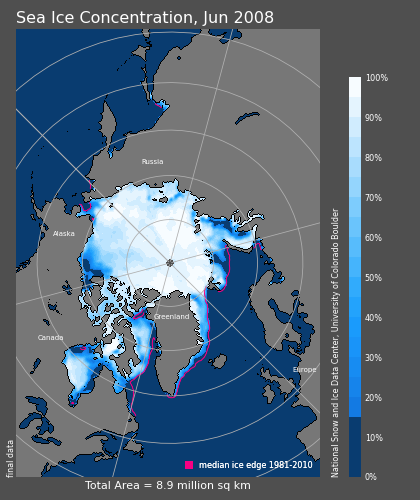 Sea Ice Concentration, Jun 2008
100%
90%
80%
70%
60%
50%
40%
30%
20%
10%
0%
National Snow and Ice Data Center, University of Colorado Boulder
Russia
Alaska
Greenland
Canada
Europe
median ice edge 1981-2010
final data
Total Area = 8.9 million sq km